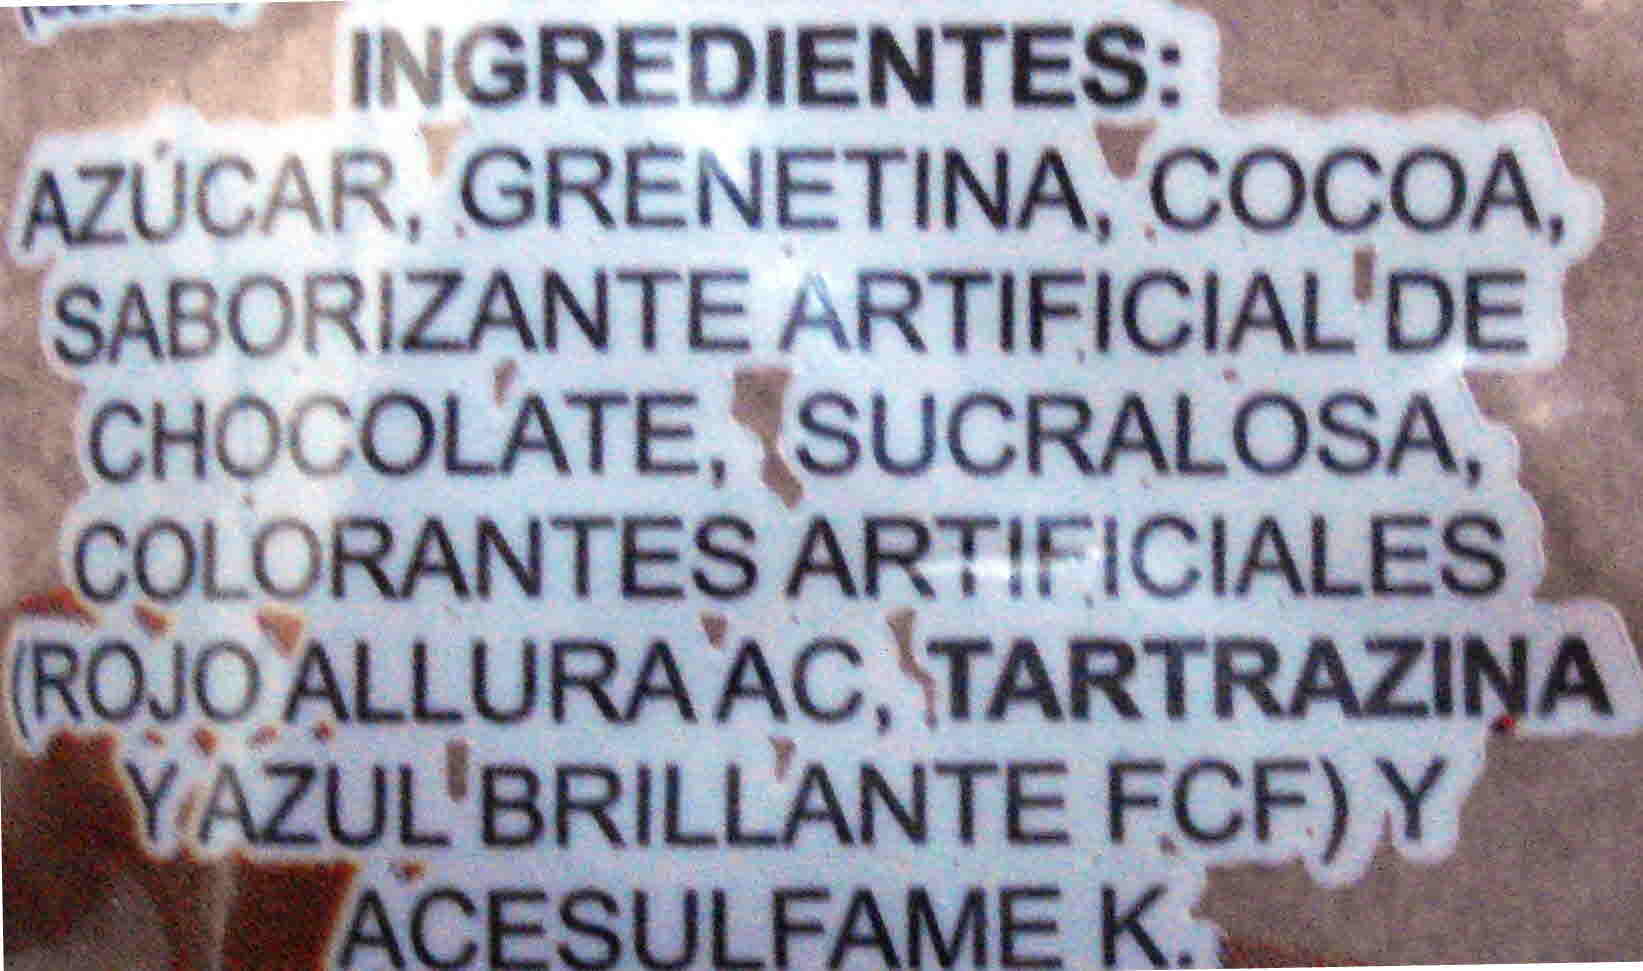 INGREDIENTES:
AZÚCAR, GRENETINA, COCOA,
SABORIZANTE ARTIFICIAL DE
CHOCOLATE, SUCRALOSA,
COLORANTES ARTIFICIALES
(ROJO ALLURA AC, TARTRAZINA
Y AZUL BRILLANTE FCF) Y
ACESULFAME K.